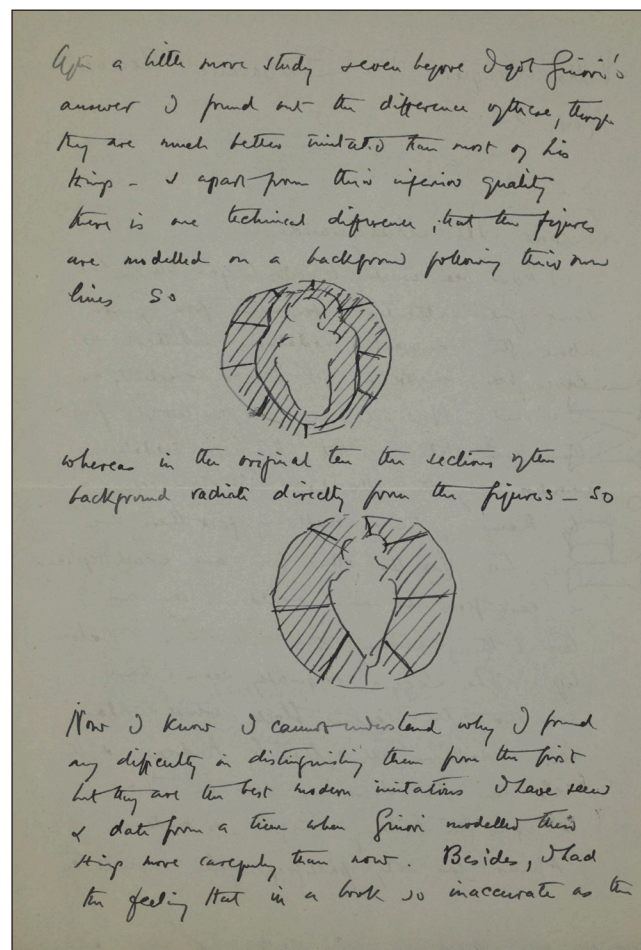 After a little more study & even before I got Ginori's
answer I found out the difference of these, though
they are much better imitated than most of his
things — & apart from their inferior quality
there is one technical difference, that the figures
are modelled on a background following their own
lines so
whereas in the original ten the sections of the
background radiate directly from the figures — so
Now I know I cannot understand why I found
any difficulty in distinguishing them from the first
but they are the best modern imitations I have seen
& date from a time when Ginori modelled their
things more carefully than now. Besides, I had
the feeling that in a book so inaccurate as the